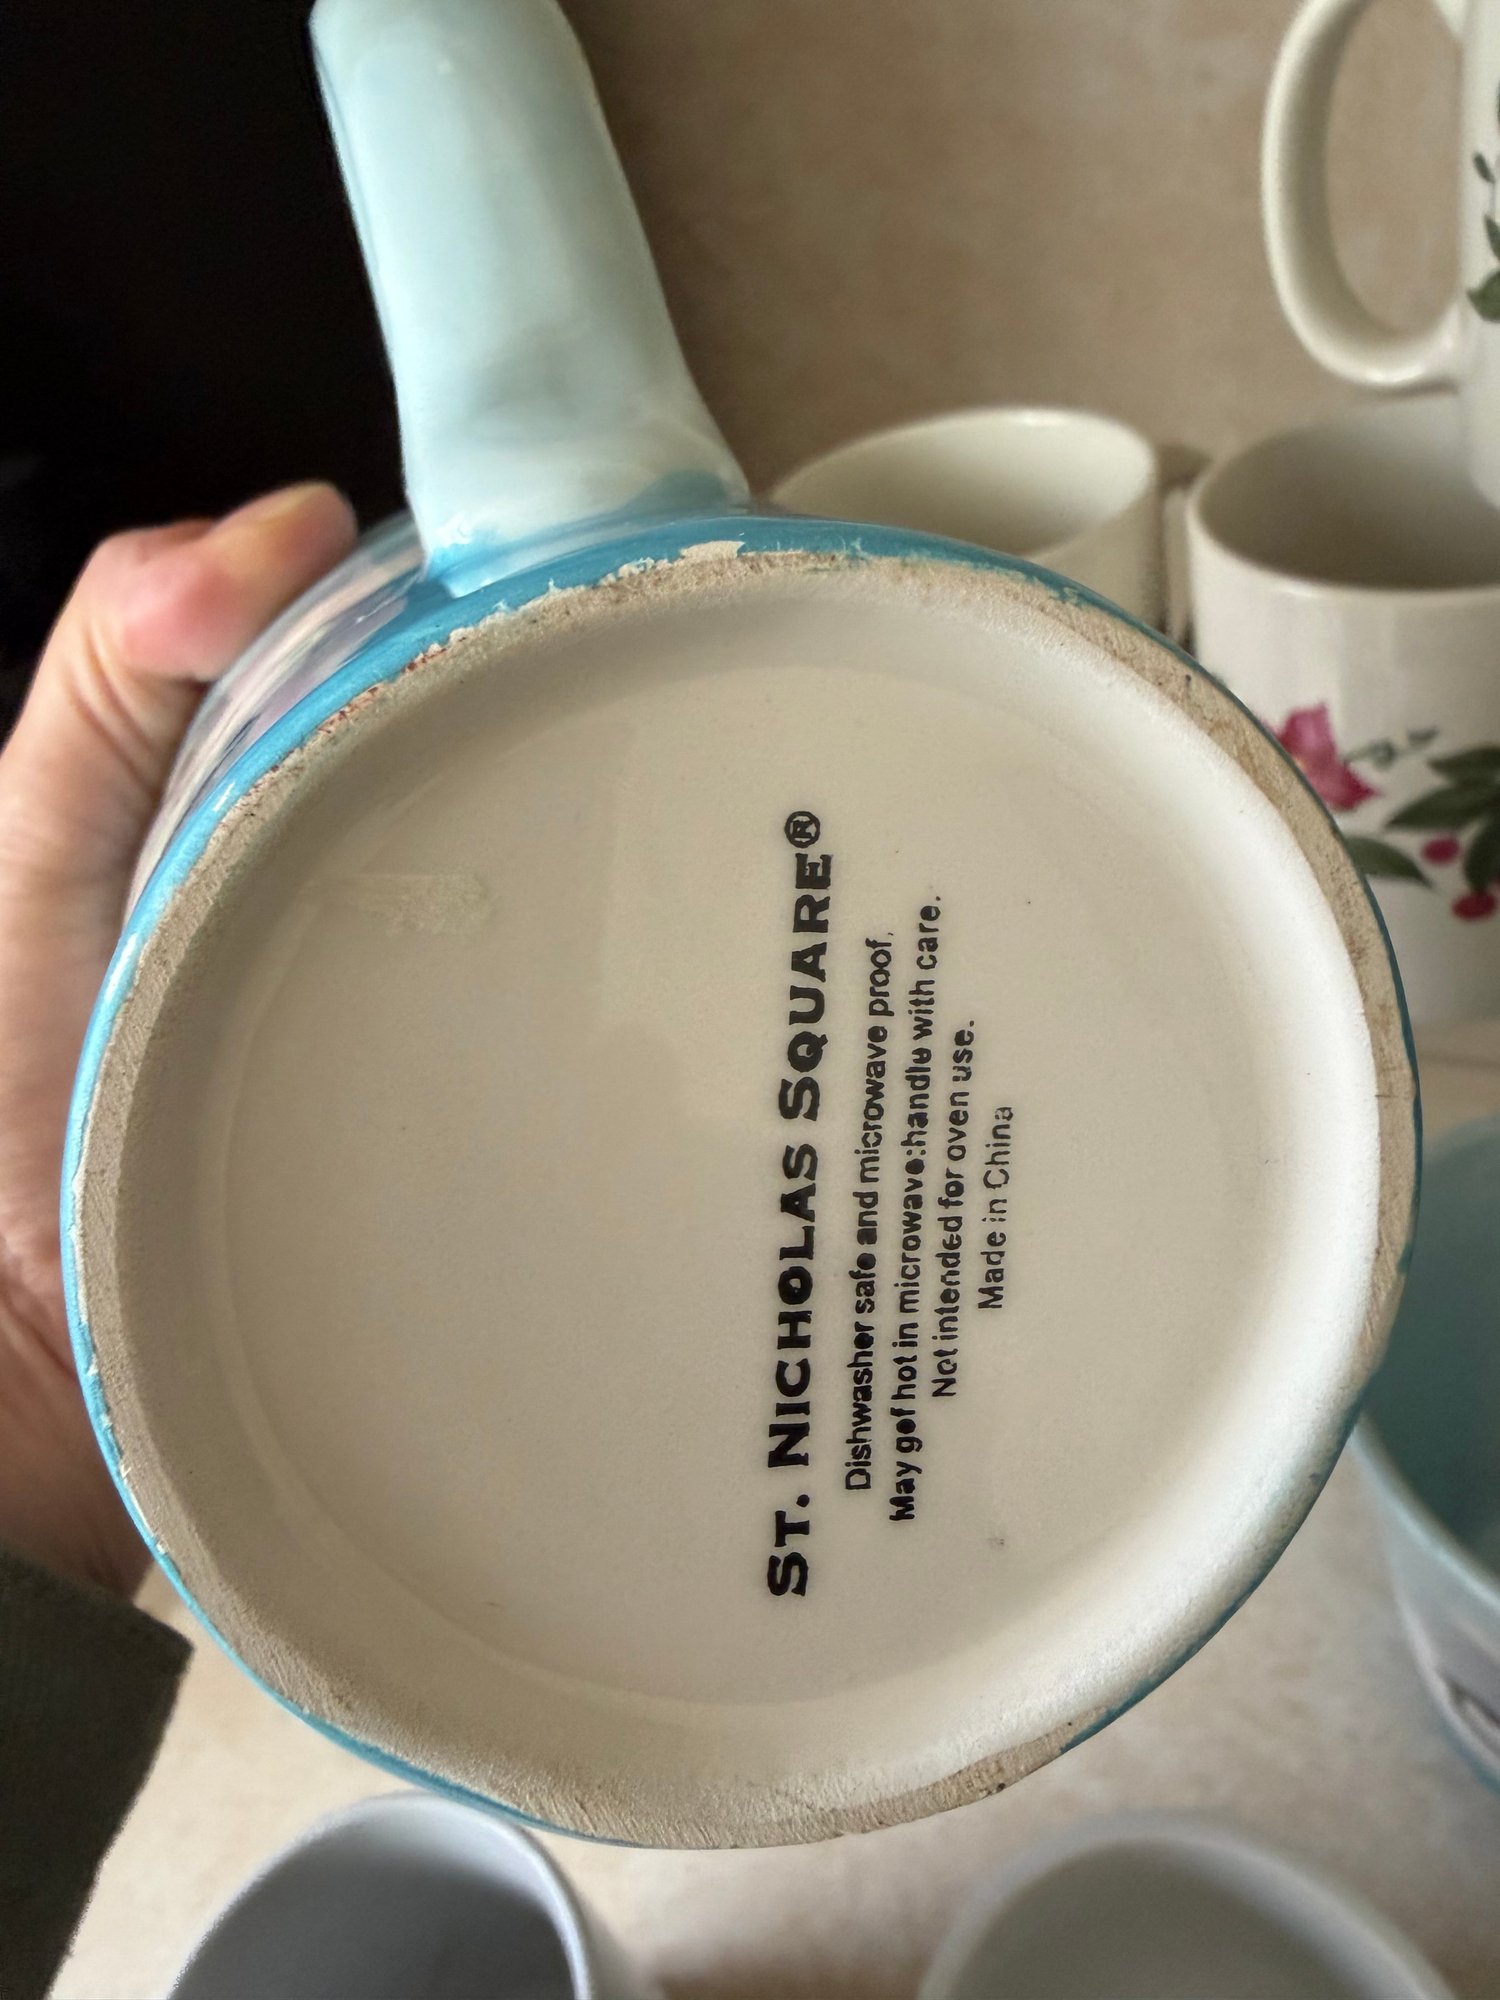 ST. NICHOLAS SQUARE®
Dishwasher safe and microwave proof,
May get hot in microwave:handle with care.
Not intended for oven use.
Made in China